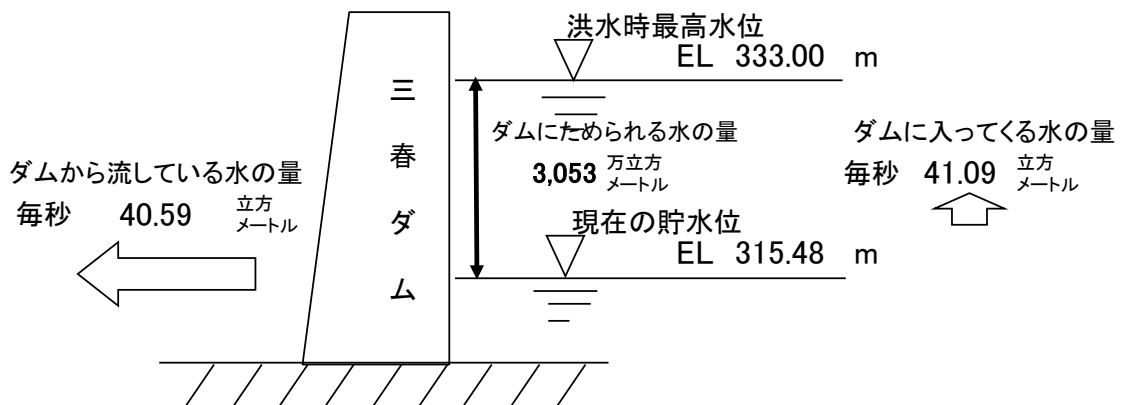 洪水時最高水位
EL 333.00 m
三春ダム
ダムにためられる水の量
3,053 万立方メートル
ダムに入ってくる水の量
毎秒 41.09 立方メートル
ダムから流している水の量
毎秒 40.59 立方メートル
現在の貯水位
EL 315.48 m